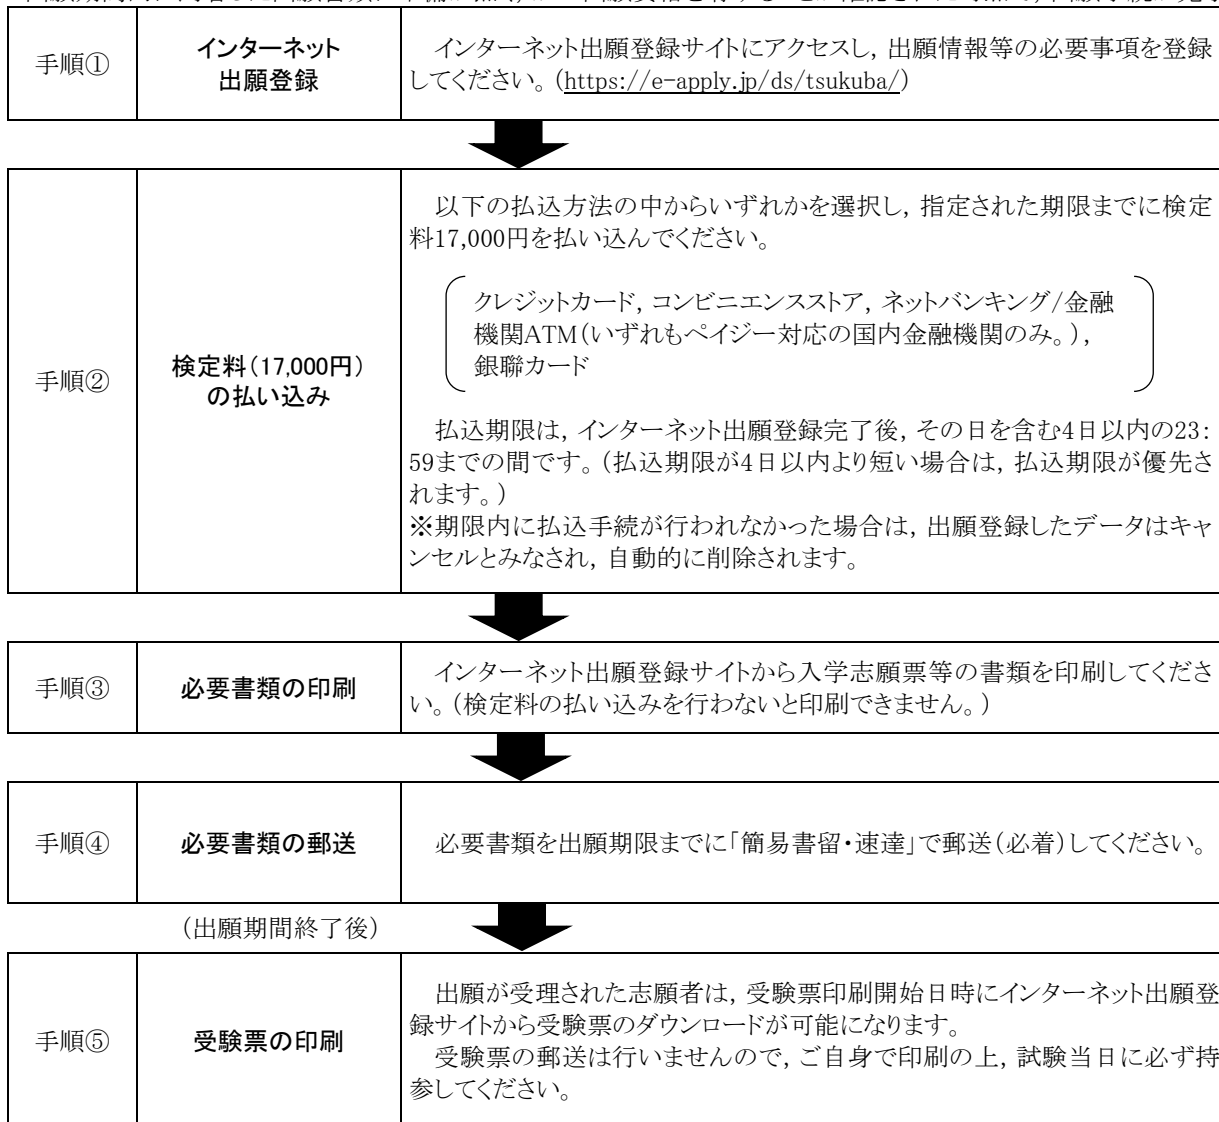 手順①
インターネット
出願登録
インターネット出願登録サイトにアクセスし，出願情報等の必要事項を登録
してください。（https://e-apply.jp/ds/tsukuba/）
手順②
検定料（17,000円）
の払い込み
以下の払込方法の中からいずれかを選択し，指定された期限までに検定
料17,000円を払い込んでください。
クレジットカード，コンビニエンスストア，ネットバンキング/金融
機関ATM（いずれもペイジー対応の国内金融機関のみ。），
銀聯カード
払込期限は，インターネット出願登録完了後，その日を含む4日以内の23：
59までの間です。（払込期限が4日以内より短い場合は，払込期限が優先さ
れます。）
※期限内に払込手続が行われなかった場合は，出願登録したデータはキャ
ンセルとみなされ，自動的に削除されます。
手順③
必要書類の印刷
インターネット出願登録サイトから入学志願票等の書類を印刷してくださ
い。（検定料の払い込みを行わないと印刷できません。）
手順④
必要書類の郵送
必要書類を出願期限までに「簡易書留・速達」で郵送（必着）してください。
（出願期間終了後）
手順⑤
受験票の印刷
出願が受理された志願者は，受験票印刷開始日時にインターネット出願登
録サイトから受験票のダウンロードが可能になります。
受験票の郵送は行いませんので，ご自身で印刷の上，試験当日に必ず持
参してください。